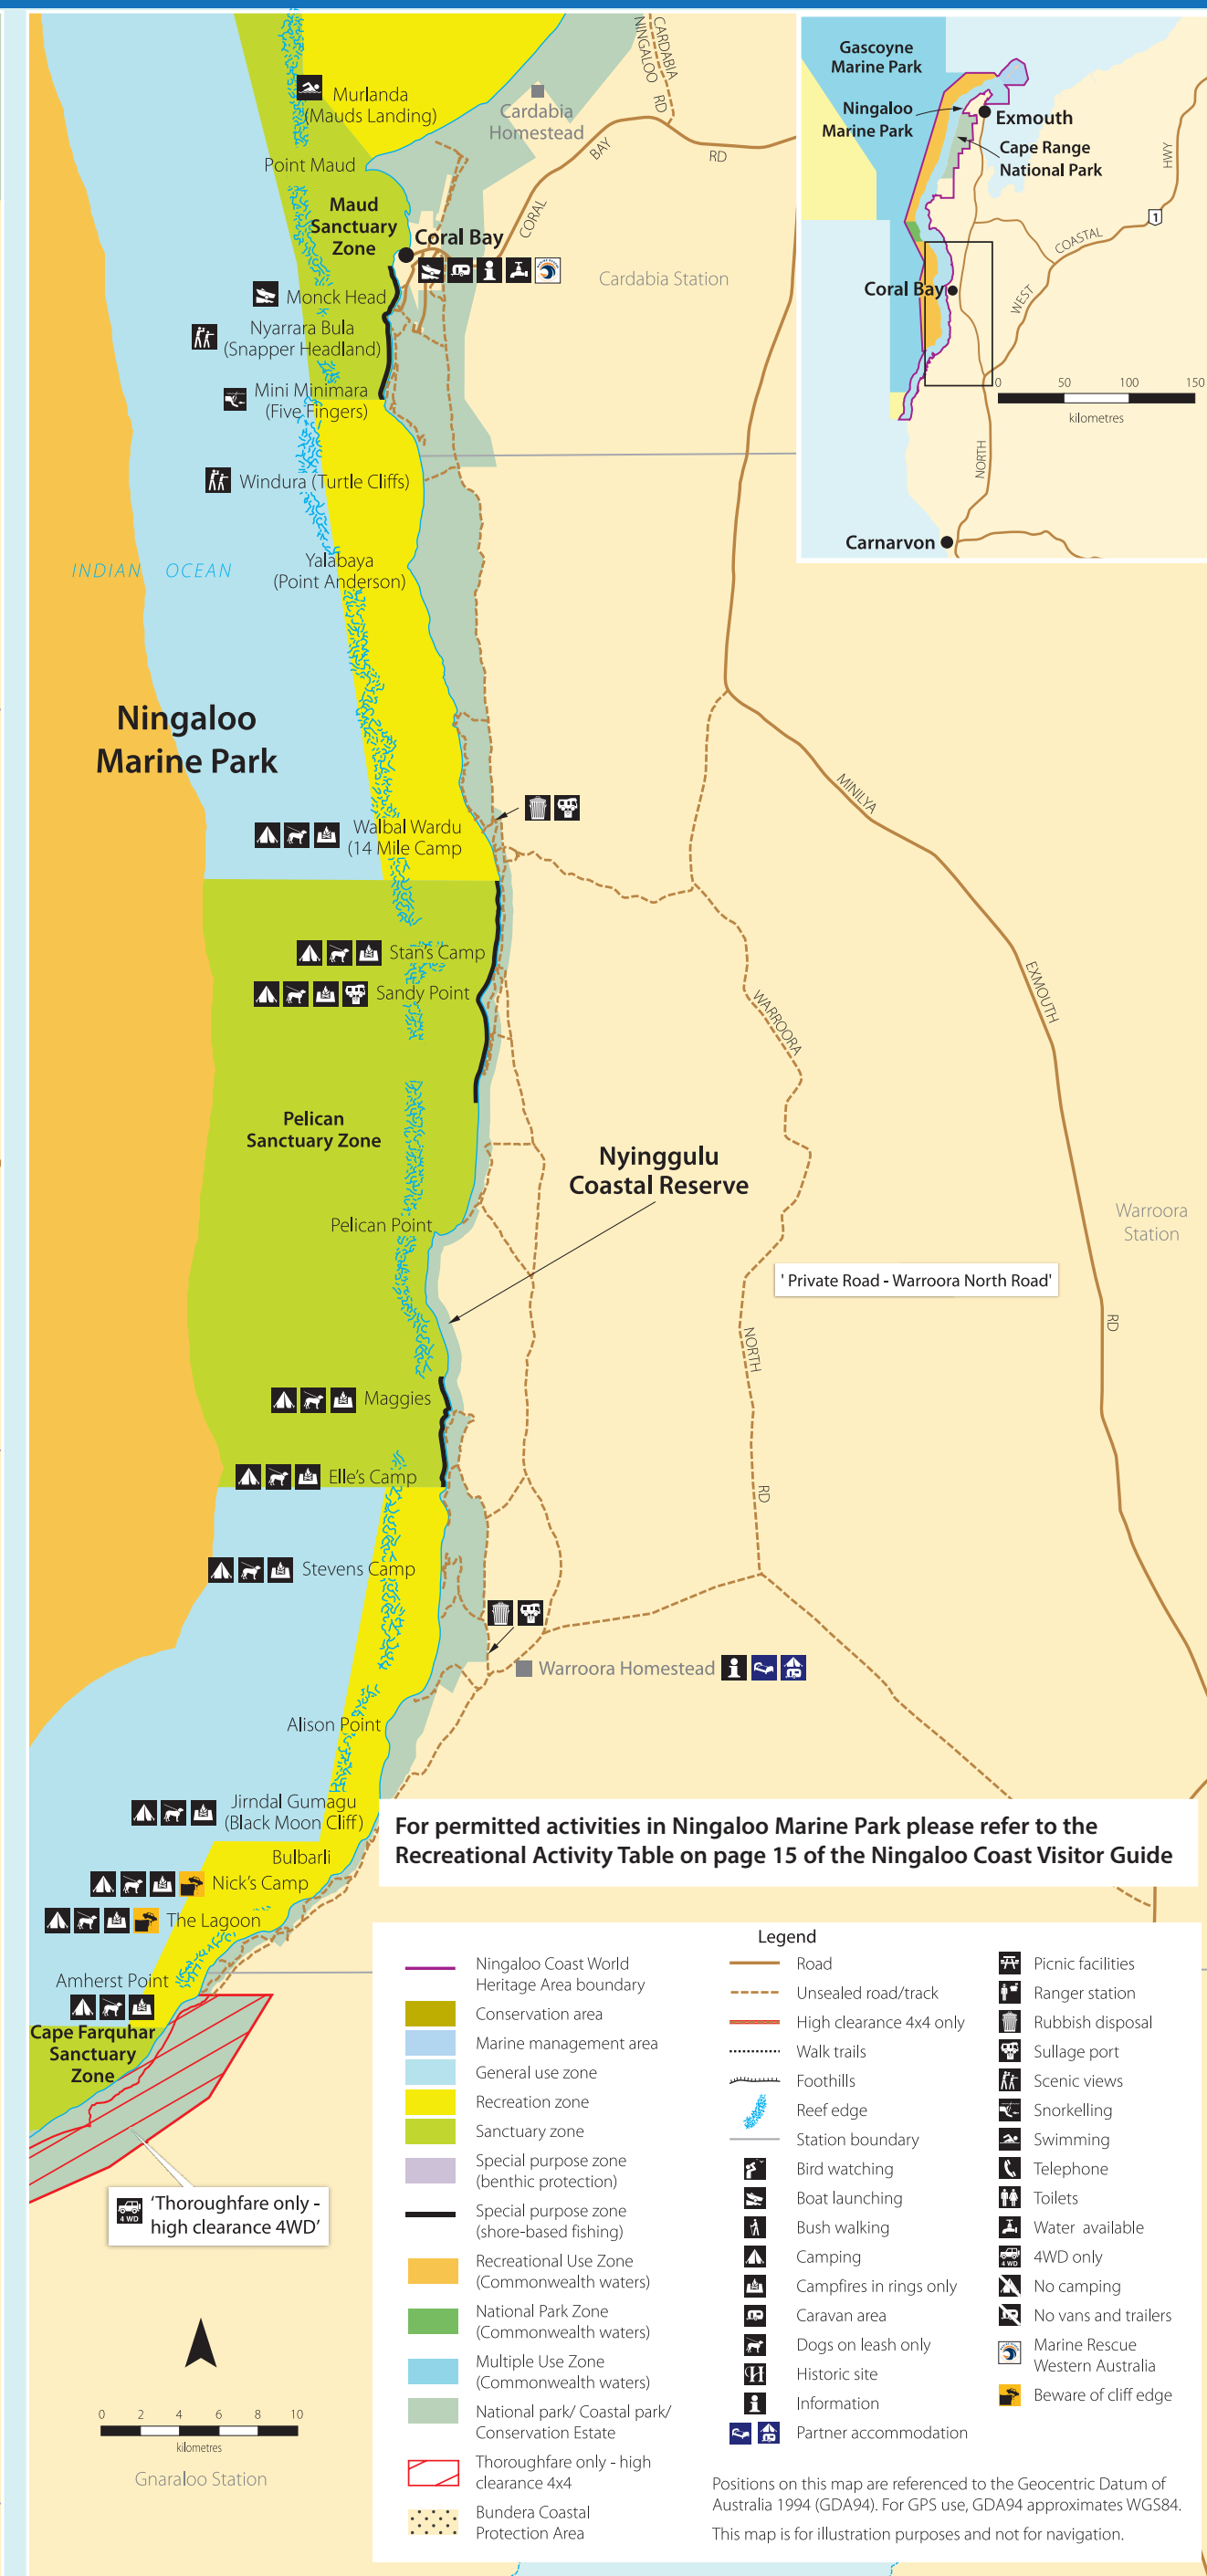 Murlanda
(Mauds Landing)
Point Maud
Cardabia
Homestead
CARDABIA
NINGALOO RD
CORAL BAY RD
Maud
Sanctuary
Zone
Coral Bay
Cardabia Station
Monck Head
Nyarrara Bula
(Snapper Headland)
Mini Minimara
(Five Fingers)
Windura (Turtle Cliffs)
Yalabaya
(Point Anderson)
INDIAN OCEAN
Ningaloo
Marine Park
Walbal Wardu
(14 Mile Camp
Stan's Camp
Sandy Point
Pelican
Sanctuary Zone
Pelican Point
Nyinggulu
Coastal Reserve
' Private Road - Warroora North Road'
MINILYA EXMOUTH RD
WARROORA NORTH RD
Warroora
Station
Maggies
Elle's Camp
Stevens Camp
Warroora Homestead
Alison Point
Jirndal Gumagu
(Black Moon Cliff)
Bulbarli
Nick's Camp
The Lagoon
Amherst Point
Cape Farquhar
Sanctuary
Zone
4 WD
'Thoroughfare only -
high clearance 4WD'
0 2 4 6 8 10
kilometres
Gnaraloo Station
Gascoyne
Marine Park
Ningaloo
Marine Park
Exmouth
Cape Range
National Park
HWY
1
COASTAL
WEST
NORTH
Coral Bay
0 50 100 150
kilometres
Carnarvon
For permitted activities in Ningaloo Marine Park please refer to the
Recreational Activity Table on page 15 of the Ningaloo Coast Visitor Guide
Legend
Ningaloo Coast World
Heritage Area boundary
Conservation area
Marine management area
General use zone
Recreation zone
Sanctuary zone
Special purpose zone
(benthic protection)
Special purpose zone
(shore-based fishing)
Recreational Use Zone
(Commonwealth waters)
National Park Zone
(Commonwealth waters)
Multiple Use Zone
(Commonwealth waters)
National park/ Coastal park/
Conservation Estate
Thoroughfare only - high
clearance 4x4
Bundera Coastal
Protection Area
Road
Unsealed road/track
High clearance 4x4 only
Walk trails
Foothills
Reef edge
Station boundary
Bird watching
Boat launching
Bush walking
Camping
Campfires in rings only
Caravan area
Dogs on leash only
Historic site
Information
Partner accommodation
Picnic facilities
Ranger station
Rubbish disposal
Sullage port
Scenic views
Snorkelling
Swimming
Telephone
Toilets
Water available
4 WD
4WD only
No camping
No vans and trailers
Marine Rescue
Western Australia
Beware of cliff edge
Positions on this map are referenced to the Geocentric Datum of
Australia 1994 (GDA94). For GPS use, GDA94 approximates WGS84.
This map is for illustration purposes and not for navigation.